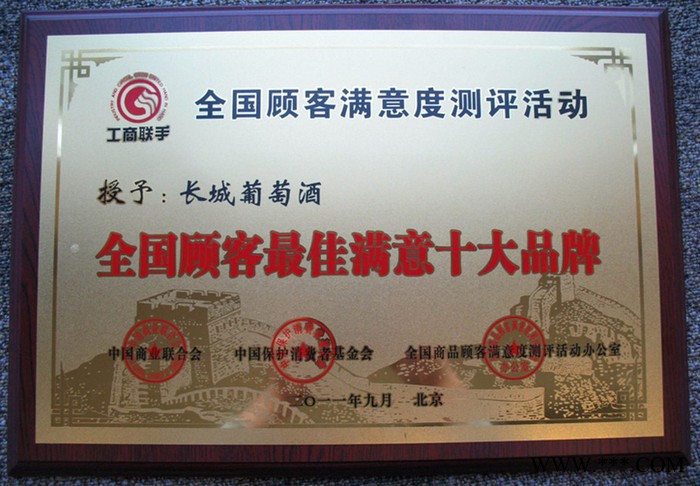 全国顾客满意度测评活动
工商联手
授予：长城葡萄酒
全国顾客最佳满意十大品牌
中国商业联合会 中国保护消费者基金会 全国商品顾客满意度测评活动办公室
二〇一一年九月 北京